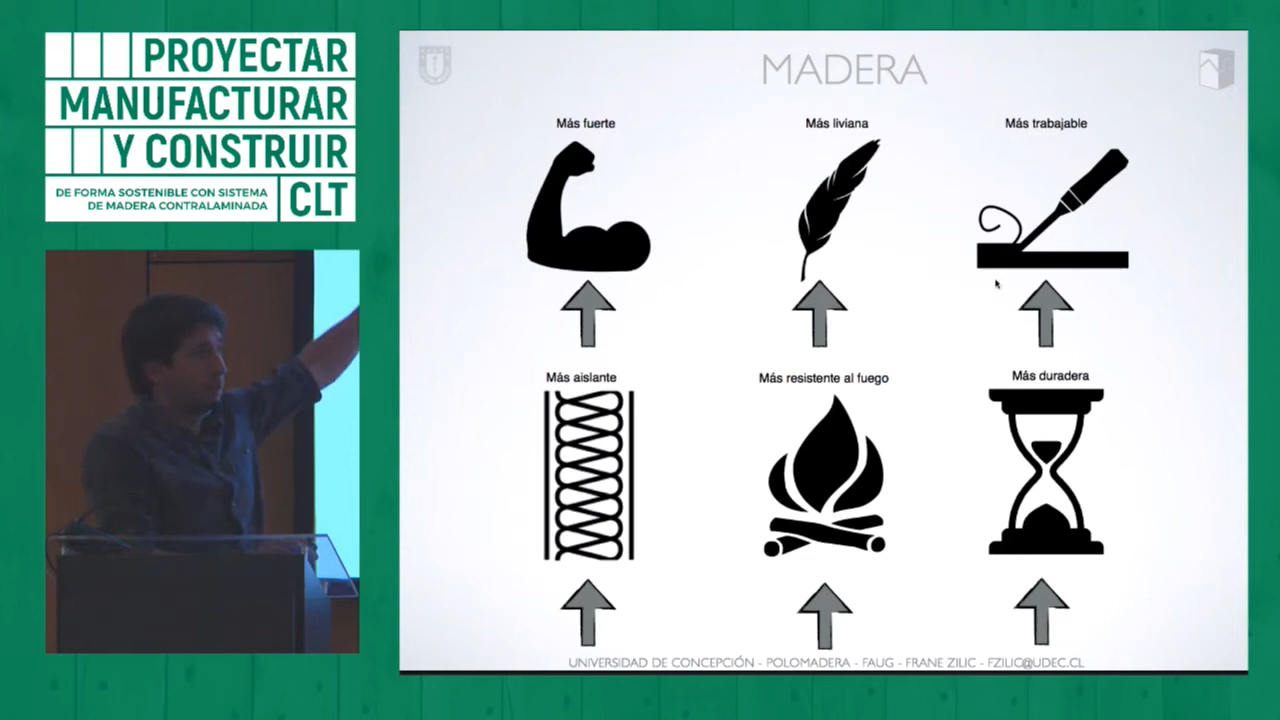 PROYECTAR
MANUFACTURAR
Y CONSTRUIR
DE FORMA SOSTENIBLE CON SISTEMA
DE MADERA CONTRALAMINADA
CLT
MADERA
Más fuerte
Más liviana
Más trabajable
Más aislante
Más resistente al fuego
Más duradera
UNIVERSIDAD DE CONCEPCIÓN - POLOMADERA - FAUG - FRANE ZILIC - FZILIC@UDEC.CL